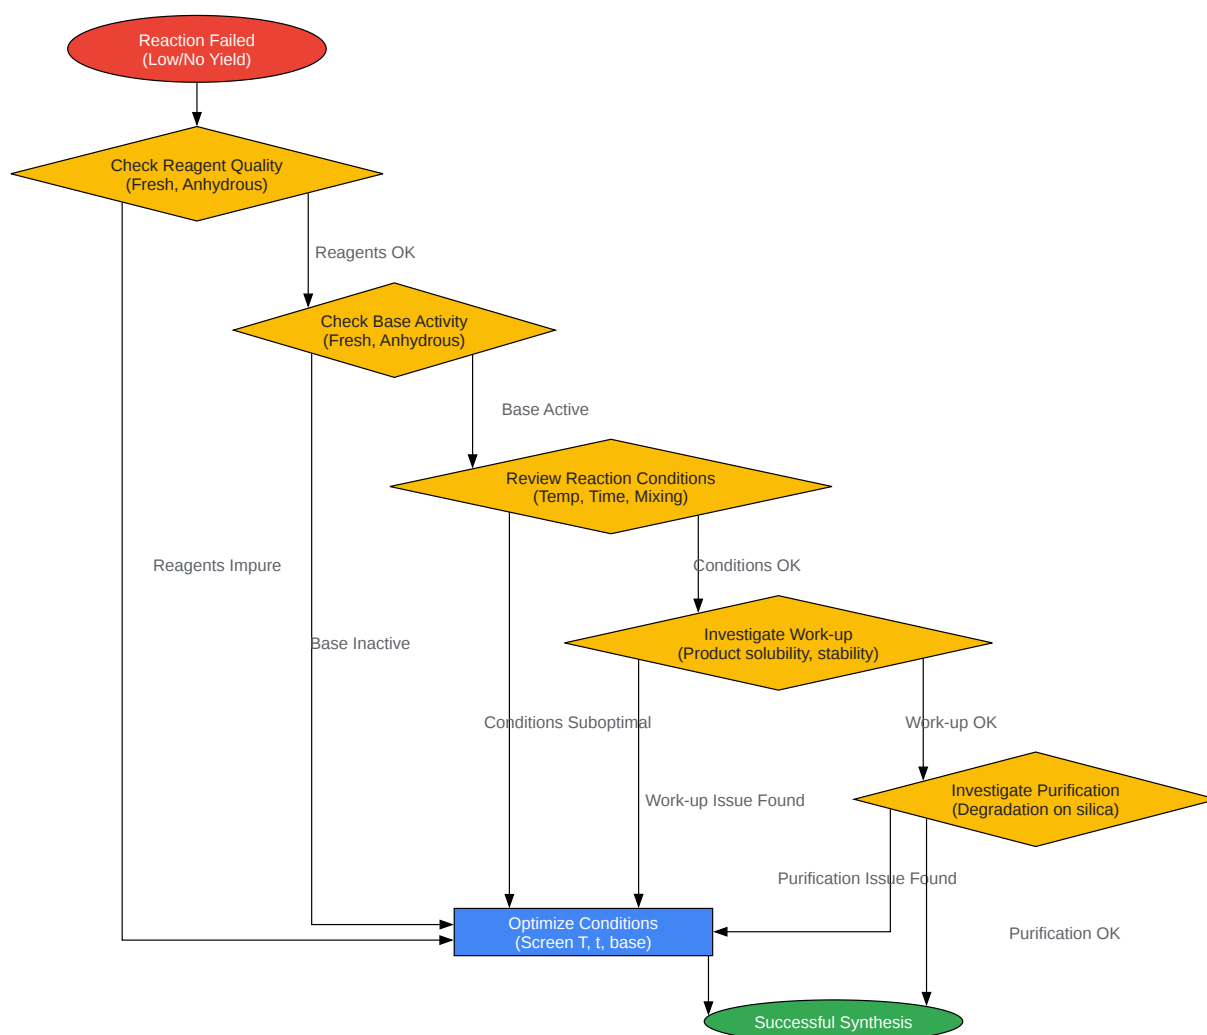 Reaction Failed
(Low/No Yield)
Check Reagent Quality
(Fresh, Anhydrous)
Reagents OK
Check Base Activity
(Fresh, Anhydrous)
Base Active
Review Reaction Conditions
(Temp, Time, Mixing)
Reagents Impure
Conditions OK
Base Inactive
Investigate Work-up
(Product solubility, stability)
Conditions Suboptimal
Work-up OK
Work-up Issue Found
Investigate Purification
(Degradation on silica)
Purification Issue Found
Optimize Conditions
(Screen T, t, base)
Purification OK
Successful Synthesis